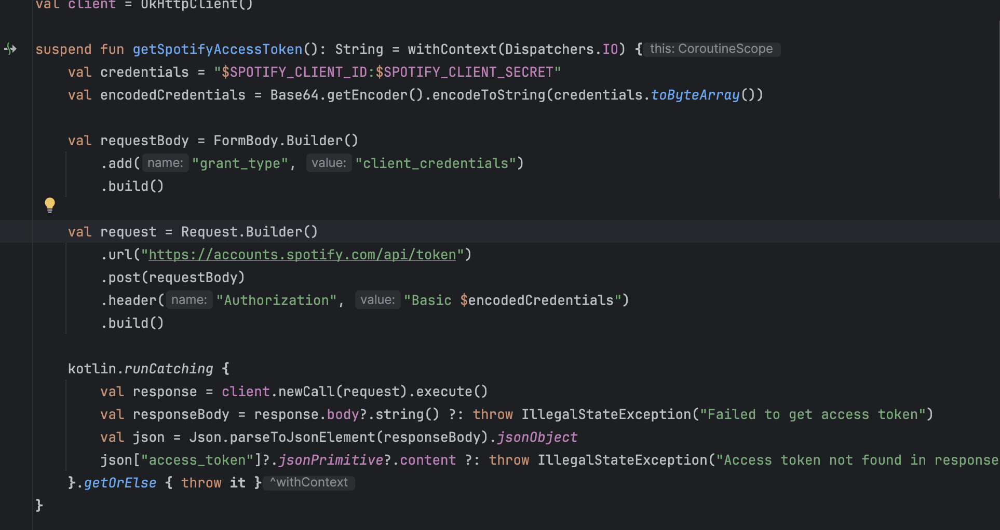 val client = OkHttpClient()
suspend fun getSpotifyAccessToken(): String = withContext(Dispatchers.IO) { this: CoroutineScope
val credentials = "$SPOTIFY_CLIENT_ID:$SPOTIFY_CLIENT_SECRET"
val encodedCredentials = Base64.getEncoder().encodeToString(credentials.toByteArray())
val requestBody = FormBody.Builder()
.add( name: "grant_type", value: "client_credentials")
.build()
val request = Request.Builder()
.url("https://accounts.spotify.com/api/token")
.post(requestBody)
.header( name: "Authorization", value: "Basic $encodedCredentials")
.build()
kotlin.runCatching {
val response = client.newCall(request).execute()
val responseBody = response.body?.string() ?: throw IllegalStateException("Failed to get access token")
val json = Json.parseToJsonElement(responseBody).jsonObject
json["access_token"]?.jsonPrimitive?.content ?: throw IllegalStateException("Access token not found in response
}.getOrElse { throw it } ^withContext
}